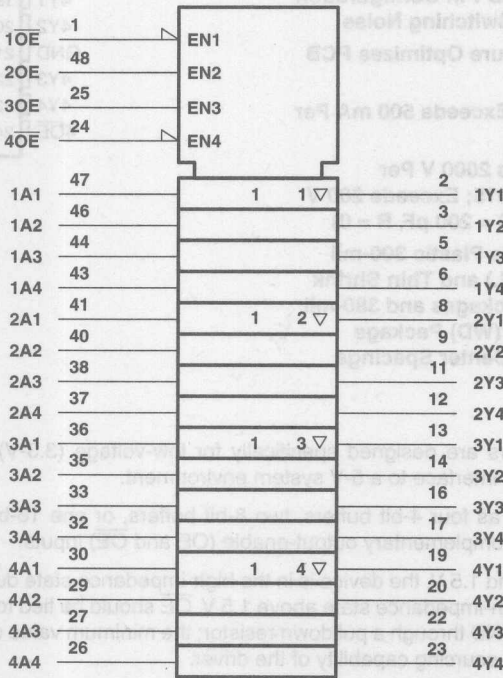 1OE 1 EN1
2OE 48 EN2
3OE 25 EN3
4OE 24 EN4
1A1 47 1 1 ▽ 2 1Y1
1A2 46 3 1Y2
1A3 44 5 1Y3
1A4 43 6 1Y4
2A1 41 1 2 ▽ 8 2Y1
2A2 40 9 2Y2
2A3 38 11 2Y3
2A4 37 12 2Y4
3A1 36 1 3 ▽ 13 3Y1
3A2 35 14 3Y2
3A3 33 16 3Y3
3A4 32 17 3Y4
4A1 30 1 4 ▽ 19 4Y1
4A2 29 20 4Y2
4A3 27 22 4Y3
4A4 26 23 4Y4